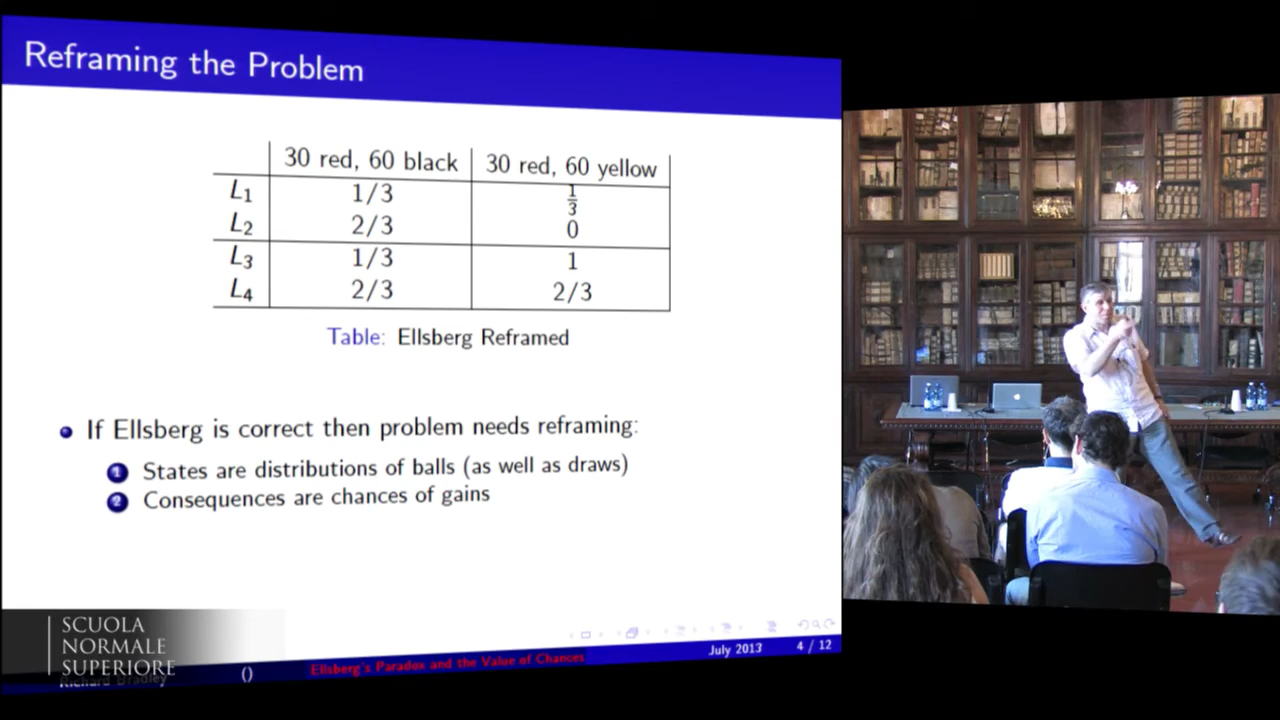 Reframing the Problem
30 red, 60 black 30 red, 60 yellow
L1 1/3 1/3
L2 2/3 0
L3 1/3 1
L4 2/3 2/3
Table: Ellsberg Reframed
If Ellsberg is correct then problem needs reframing:
1 States are distributions of balls (as well as draws)
2 Consequences are chances of gains
SCUOLA
NORMALE
SUPERIORE
Richard Bradley () Ellsberg's Paradox and the Value of Chances July 2013 4 / 12